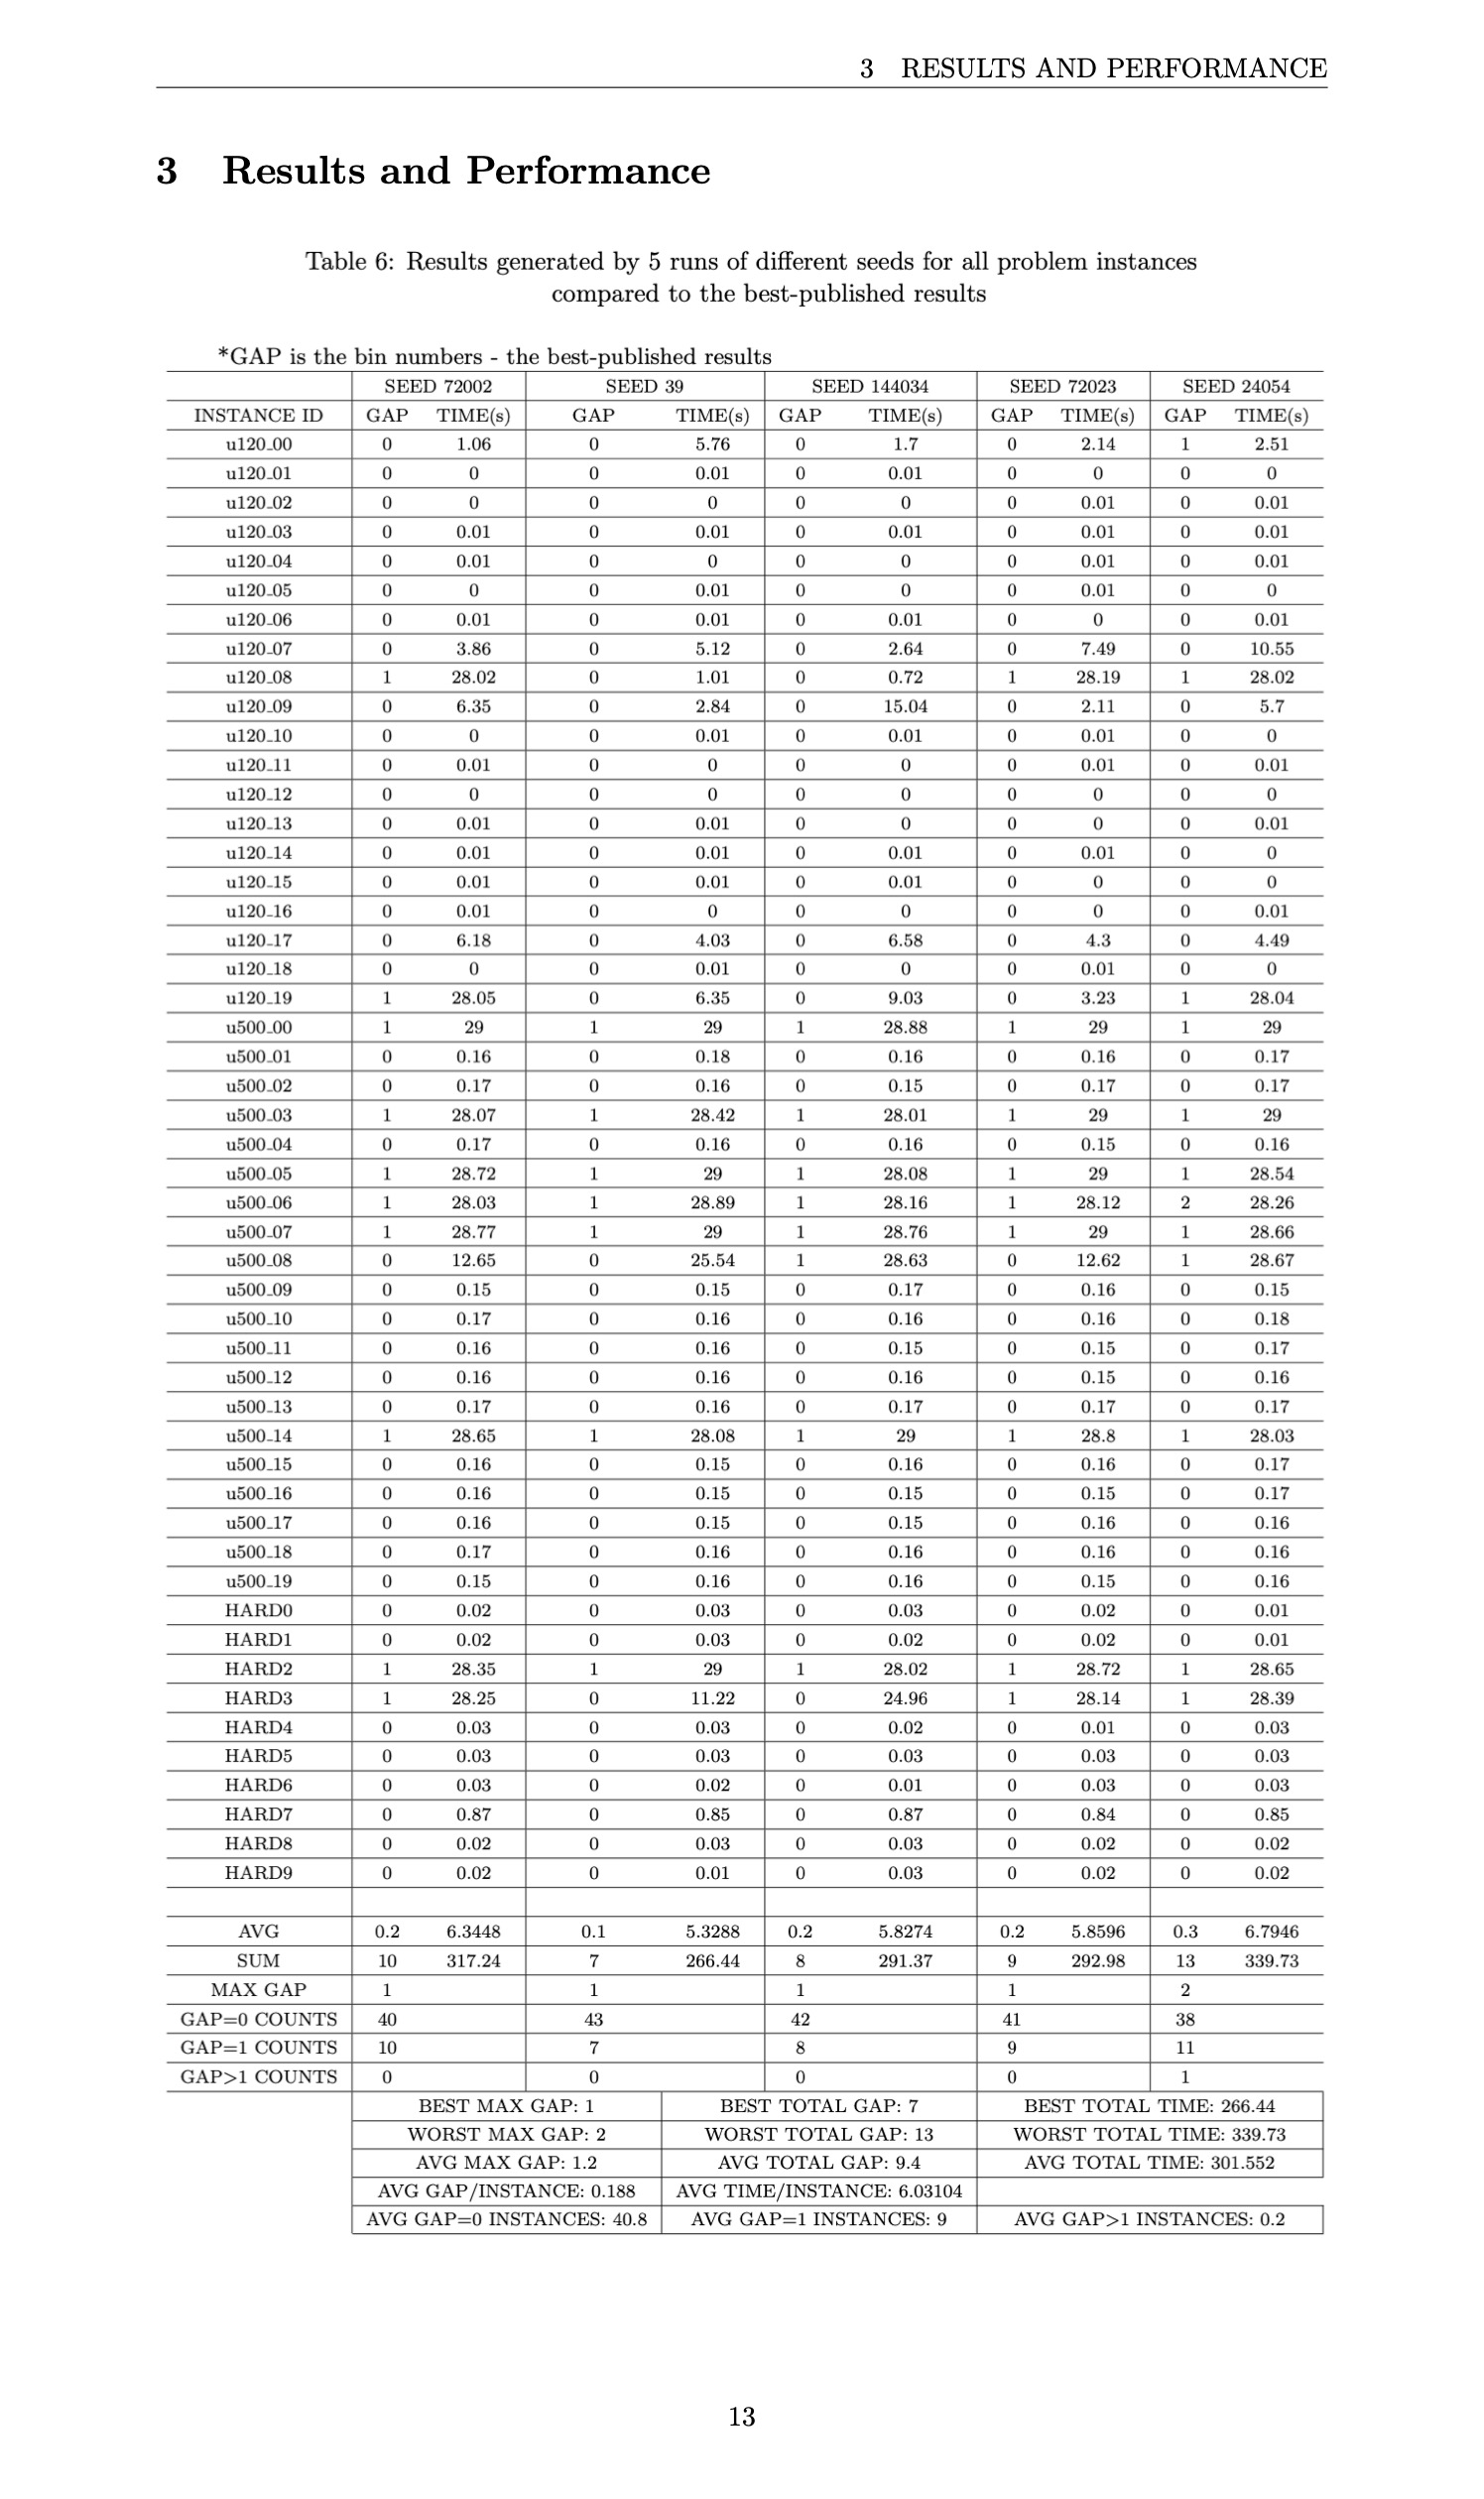 3 RESULTS AND PERFORMANCE
3 Results and Performance
Table 6: Results generated by 5 runs of different seeds for all problem instances
compared to the best-published results
*GAP is the bin numbers - the best-published results
SEED 72002 SEED 39 SEED 144034 SEED 72023 SEED 24054
INSTANCE ID GAP TIME(s) GAP TIME(s) GAP TIME(s) GAP TIME(s) GAP TIME(s)
u120_00 0 1.06 0 5.76 0 1.7 0 2.14 1 2.51
u120_01 0 0 0 0.01 0 0.01 0 0 0 0
u120_02 0 0 0 0 0 0 0 0.01 0 0.01
u120_03 0 0.01 0 0.01 0 0.01 0 0.01 0 0.01
u120_04 0 0.01 0 0 0 0 0 0.01 0 0.01
u120_05 0 0 0 0.01 0 0 0 0.01 0 0
u120_06 0 0.01 0 0.01 0 0.01 0 0 0 0.01
u120_07 0 3.86 0 5.12 0 2.64 0 7.49 0 10.55
u120_08 1 28.02 0 1.01 0 0.72 1 28.19 1 28.02
u120_09 0 6.35 0 2.84 0 15.04 0 2.11 0 5.7
u120_10 0 0 0 0.01 0 0.01 0 0.01 0 0
u120_11 0 0.01 0 0 0 0 0 0.01 0 0.01
u120_12 0 0 0 0 0 0 0 0 0 0
u120_13 0 0.01 0 0.01 0 0 0 0 0 0.01
u120_14 0 0.01 0 0.01 0 0.01 0 0.01 0 0
u120_15 0 0.01 0 0.01 0 0.01 0 0 0 0
u120_16 0 0.01 0 0 0 0 0 0 0 0.01
u120_17 0 6.18 0 4.03 0 6.58 0 4.3 0 4.49
u120_18 0 0 0 0.01 0 0 0 0.01 0 0
u120_19 1 28.05 0 6.35 0 9.03 0 3.23 1 28.04
u500_00 1 29 1 29 1 28.88 1 29 1 29
u500_01 0 0.16 0 0.18 0 0.16 0 0.16 0 0.17
u500_02 0 0.17 0 0.16 0 0.15 0 0.17 0 0.17
u500_03 1 28.07 1 28.42 1 28.01 1 29 1 29
u500_04 0 0.17 0 0.16 0 0.16 0 0.15 0 0.16
u500_05 1 28.72 1 29 1 28.08 1 29 1 28.54
u500_06 1 28.03 1 28.89 1 28.16 1 28.12 2 28.26
u500_07 1 28.77 1 29 1 28.76 1 29 1 28.66
u500_08 0 12.65 0 25.54 1 28.63 0 12.62 1 28.67
u500_09 0 0.15 0 0.15 0 0.17 0 0.16 0 0.15
u500_10 0 0.17 0 0.16 0 0.16 0 0.16 0 0.18
u500_11 0 0.16 0 0.16 0 0.15 0 0.15 0 0.17
u500_12 0 0.16 0 0.16 0 0.16 0 0.15 0 0.16
u500_13 0 0.17 0 0.16 0 0.17 0 0.17 0 0.17
u500_14 1 28.65 1 28.08 1 29 1 28.8 1 28.03
u500_15 0 0.16 0 0.15 0 0.16 0 0.16 0 0.17
u500_16 0 0.16 0 0.15 0 0.15 0 0.15 0 0.17
u500_17 0 0.16 0 0.15 0 0.15 0 0.16 0 0.16
u500_18 0 0.17 0 0.16 0 0.16 0 0.16 0 0.16
u500_19 0 0.15 0 0.16 0 0.16 0 0.15 0 0.16
HARD0 0 0.02 0 0.03 0 0.03 0 0.02 0 0.01
HARD1 0 0.02 0 0.03 0 0.02 0 0.02 0 0.01
HARD2 1 28.35 1 29 1 28.02 1 28.72 1 28.65
HARD3 1 28.25 0 11.22 0 24.96 1 28.14 1 28.39
HARD4 0 0.03 0 0.03 0 0.02 0 0.01 0 0.03
HARD5 0 0.03 0 0.03 0 0.03 0 0.03 0 0.03
HARD6 0 0.03 0 0.02 0 0.01 0 0.03 0 0.03
HARD7 0 0.87 0 0.85 0 0.87 0 0.84 0 0.85
HARD8 0 0.02 0 0.03 0 0.03 0 0.02 0 0.02
HARD9 0 0.02 0 0.01 0 0.03 0 0.02 0 0.02
AVG 0.2 6.3448 0.1 5.3288 0.2 5.8274 0.2 5.8596 0.3 6.7946
SUM 10 317.24 7 266.44 8 291.37 9 292.98 13 339.73
MAX GAP 1 1 1 1 2
GAP=0 COUNTS 40 43 42 41 38
GAP=1 COUNTS 10 7 8 9 11
GAP>1 COUNTS 0 0 0 0 1
BEST MAX GAP: 1 BEST TOTAL GAP: 7 BEST TOTAL TIME: 266.44
WORST MAX GAP: 2 WORST TOTAL GAP: 13 WORST TOTAL TIME: 339.73
AVG MAX GAP: 1.2 AVG TOTAL GAP: 9.4 AVG TOTAL TIME: 301.552
AVG GAP/INSTANCE: 0.188 AVG TIME/INSTANCE: 6.03104
AVG GAP=0 INSTANCES: 40.8 AVG GAP=1 INSTANCES: 9 AVG GAP>1 INSTANCES: 0.2
13